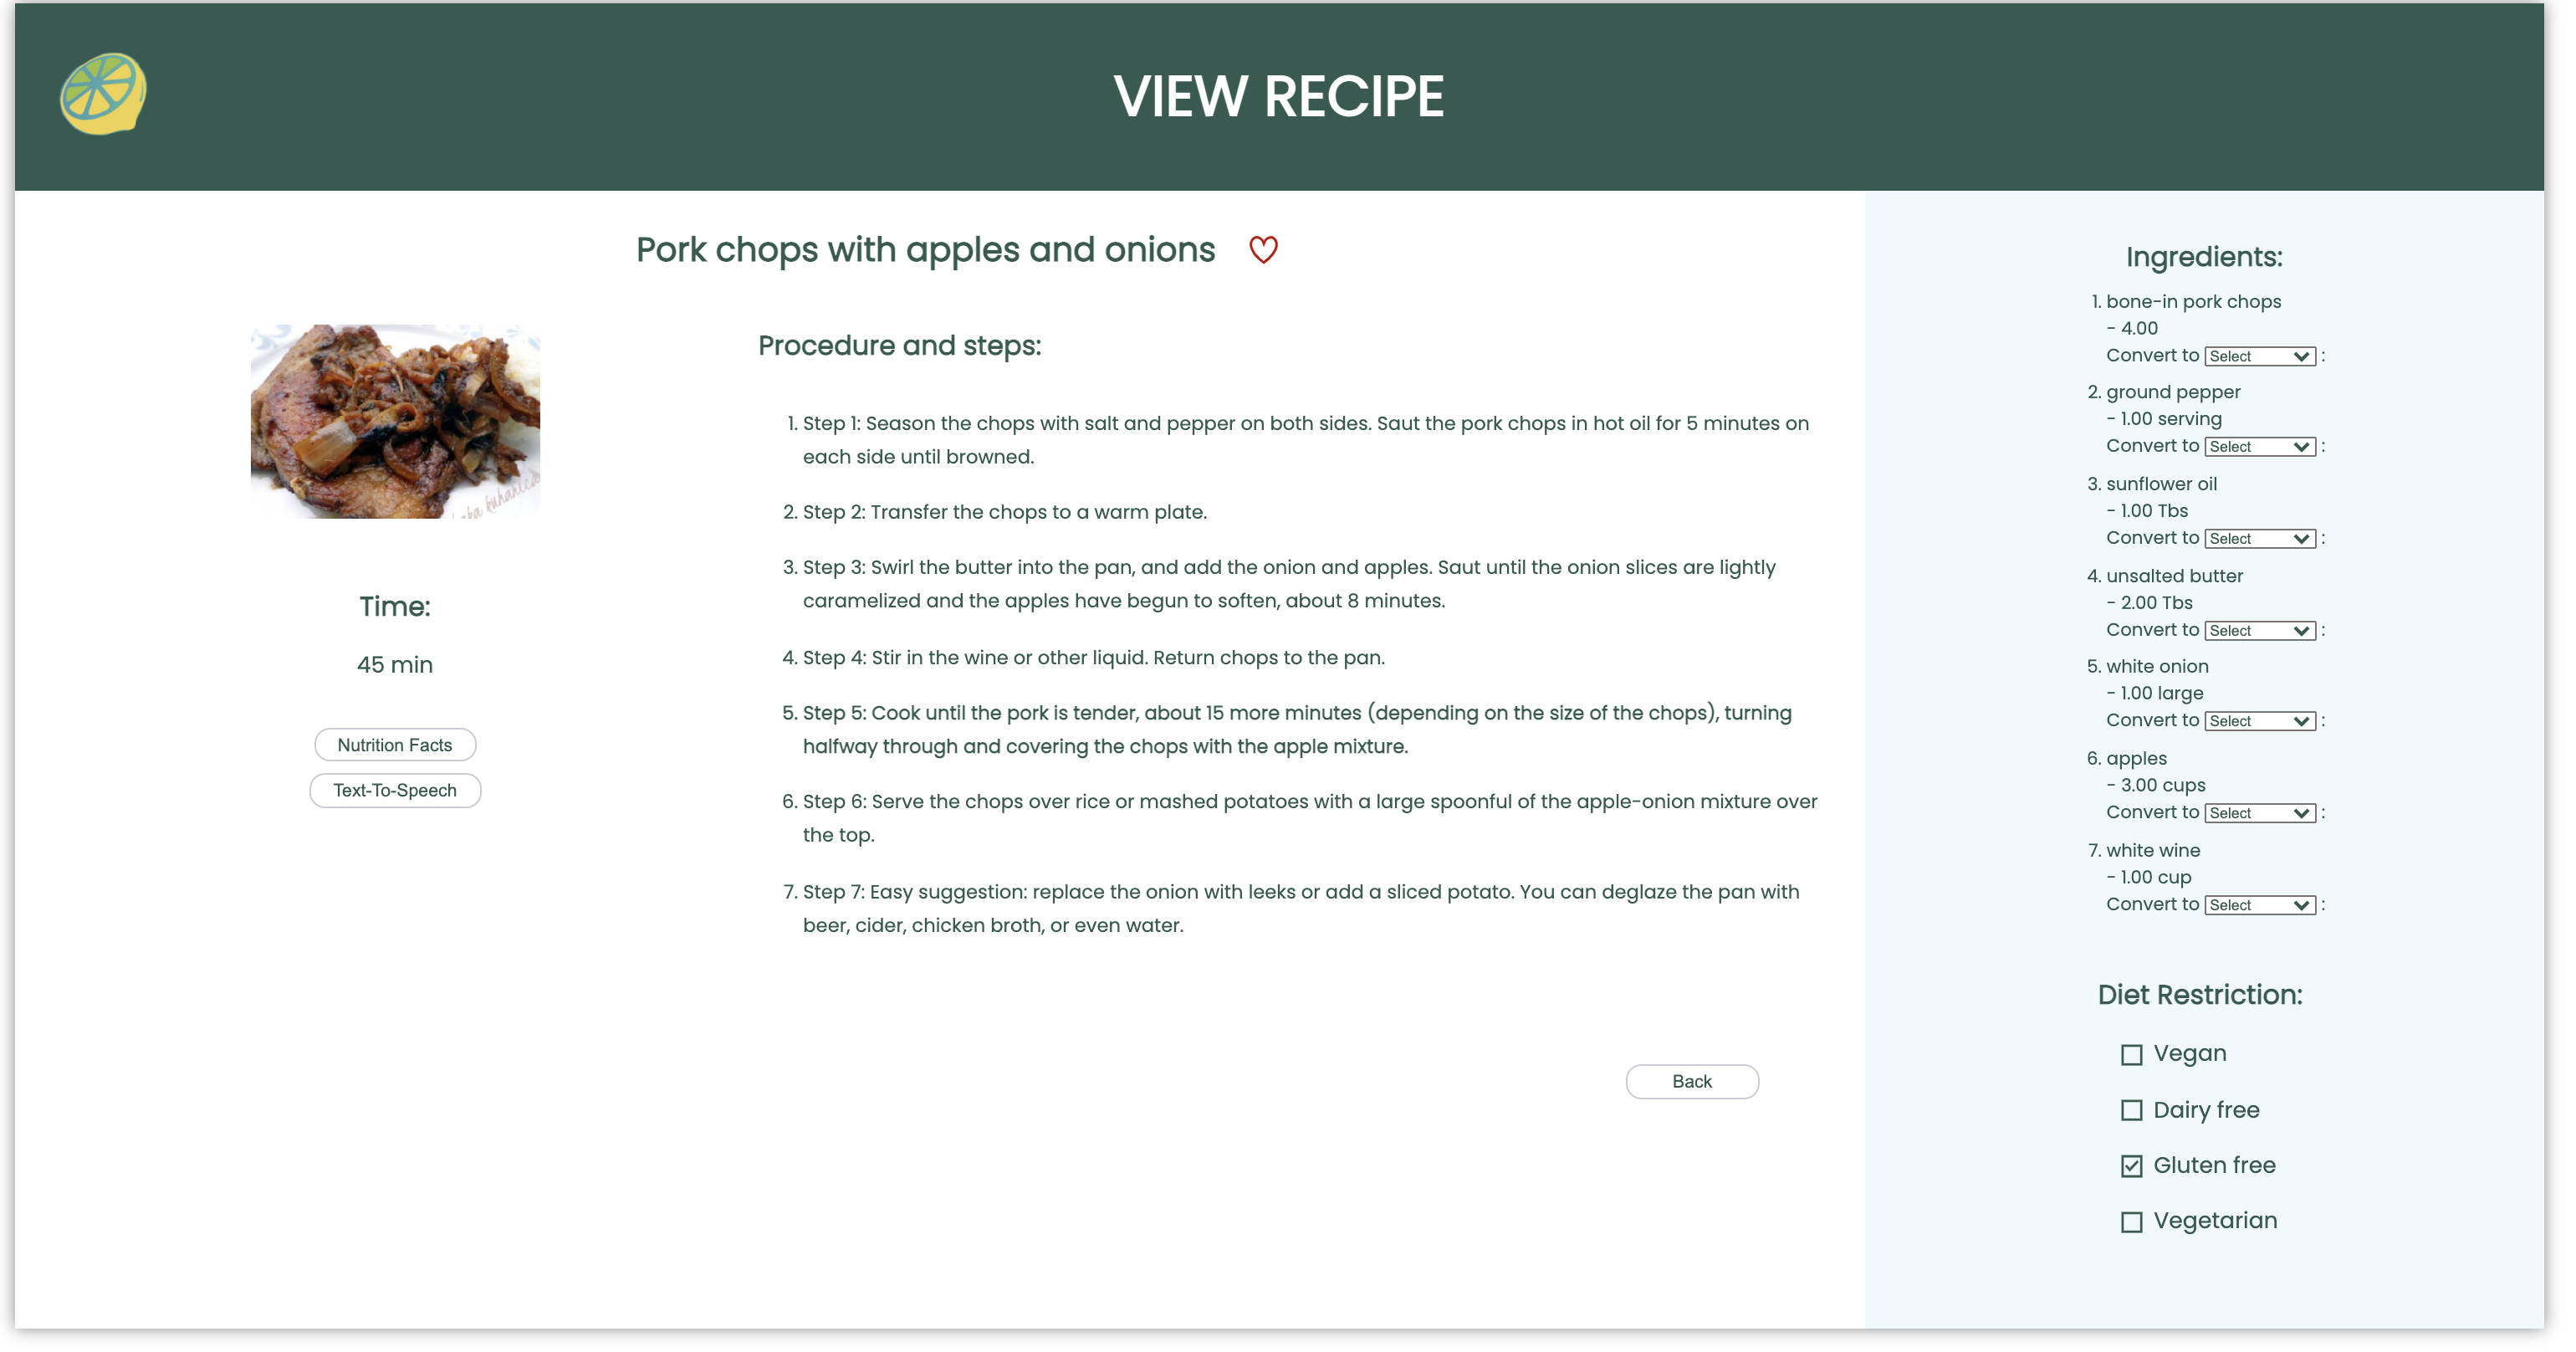 VIEW RECIPE
Pork chops with apples and onions
Time:
45 min
Nutrition Facts
Text-To-Speech
Procedure and steps:
1. Step 1: Season the chops with salt and pepper on both sides. Saut the pork chops in hot oil for 5 minutes on
each side until browned.
2. Step 2: Transfer the chops to a warm plate.
3. Step 3: Swirl the butter into the pan, and add the onion and apples. Saut until the onion slices are lightly
caramelized and the apples have begun to soften, about 8 minutes.
4. Step 4: Stir in the wine or other liquid. Return chops to the pan.
5. Step 5: Cook until the pork is tender, about 15 more minutes (depending on the size of the chops), turning
halfway through and covering the chops with the apple mixture.
6. Step 6: Serve the chops over rice or mashed potatoes with a large spoonful of the apple-onion mixture over
the top.
7. Step 7: Easy suggestion: replace the onion with leeks or add a sliced potato. You can deglaze the pan with
beer, cider, chicken broth, or even water.
Back
Ingredients:
1. bone-in pork chops
- 4.00
Convert to Select :
2. ground pepper
- 1.00 serving
Convert to Select :
3. sunflower oil
- 1.00 Tbs
Convert to Select :
4. unsalted butter
- 2.00 Tbs
Convert to Select :
5. white onion
- 1.00 large
Convert to Select :
6. apples
- 3.00 cups
Convert to Select :
7. white wine
- 1.00 cup
Convert to Select :
Diet Restriction:
Vegan
Dairy free
Gluten free
Vegetarian